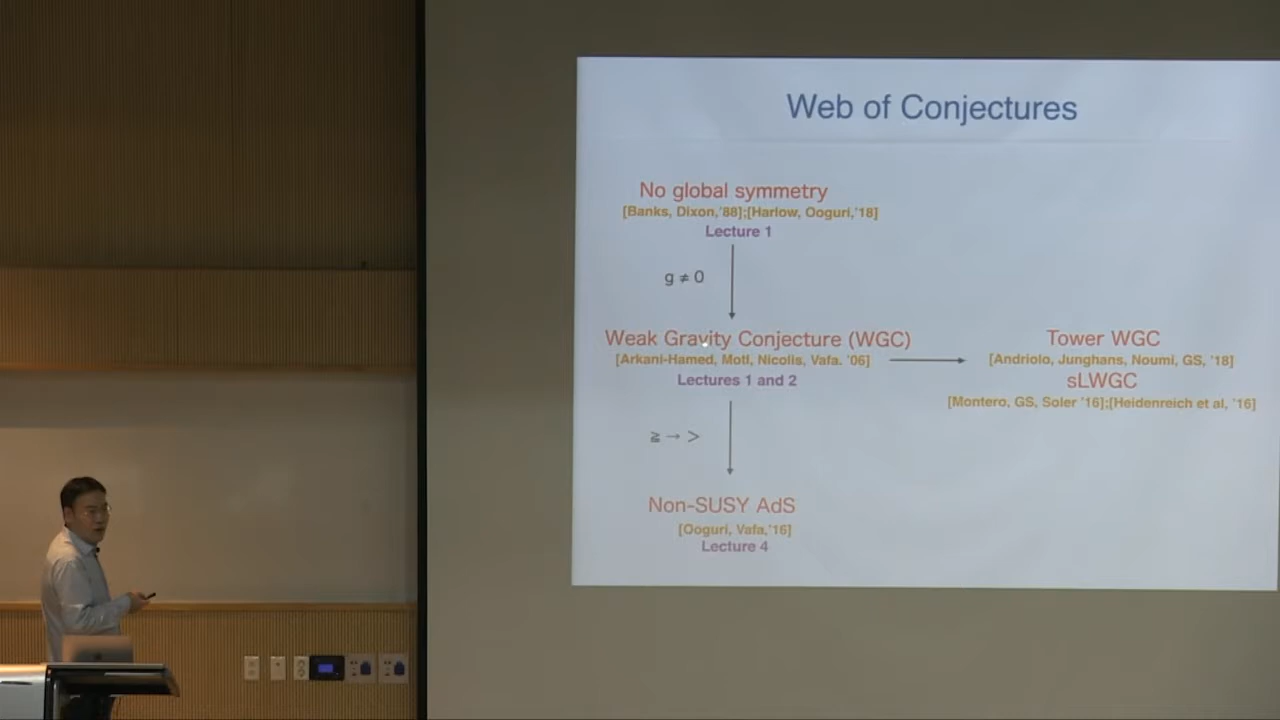 Web of Conjectures
No global symmetry
[Banks, Dixon,'88];[Harlow, Ooguri,'18]
Lecture 1
g ≠ 0
Weak Gravity Conjecture (WGC)
[Arkani-Hamed, Motl, Nicolis, Vafa. '06]
Lectures 1 and 2
Tower WGC
[Andriolo, Junghans, Noumi, GS, '18]
sLWGC
[Montero, GS, Soler '16];[Heidenreich et al, '16]
≧ → >
Non-SUSY AdS
[Ooguri, Vafa,'16]
Lecture 4